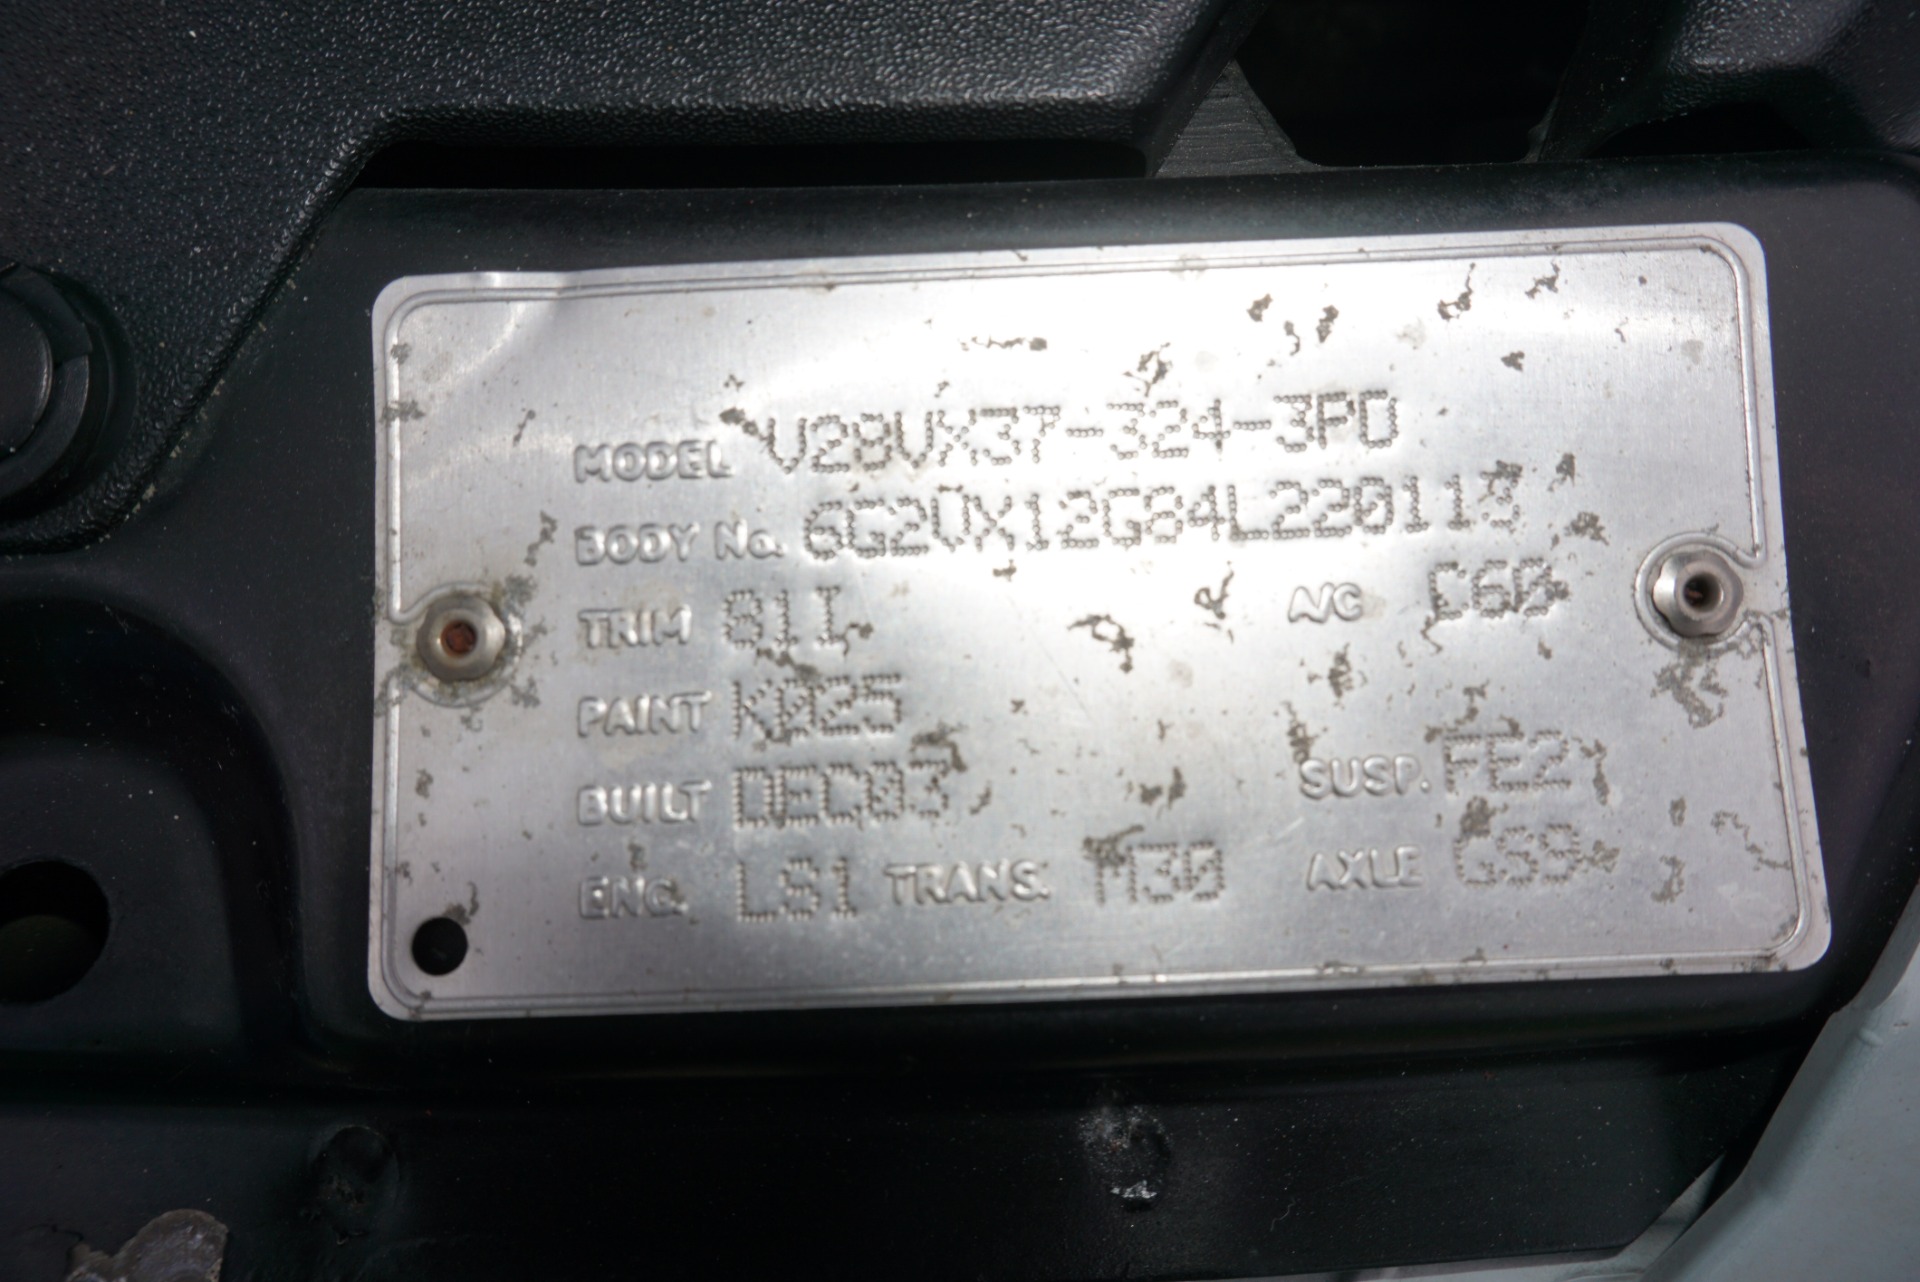 MODEL V2BVX37-324-3PD
BODY No. 6G2VX12G84L220113
TRIM 81I A/C C60
PAINT K025
BUILT DEC03 SUSP. FE2
ENG. LS1 TRANS. M30 AXLE GS9